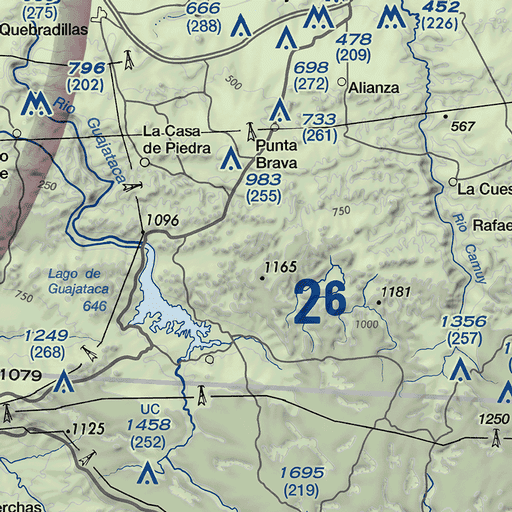 (275)
Quebradillas
666
(288)
452
(226)
478
(209)
796
(202)
500
698
(272)
Alianza
Rio Guajataca
733
(261)
567
La Casa
de Piedra
Punta
Brava
983
(255)
250
La Cues
750
1096
Rio Camuy
Rafae
Lago de
Guajataca
646
1165
26
1181
750
1000
1249
(268)
1356
(257)
1079
UC
1458
(252)
1125
1250
1695
(219)
erchas